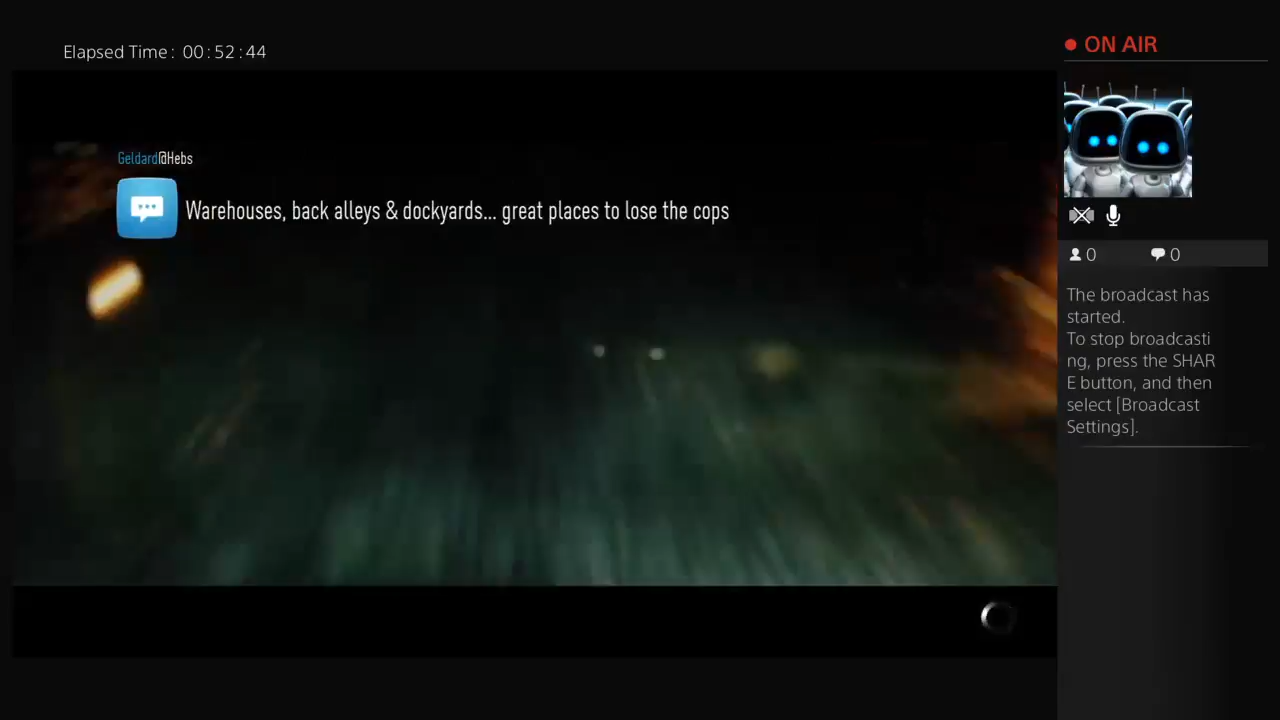 Elapsed Time: 00:52:44
ON AIR
Geldard@Hebs
Warehouses, back alleys & dockyards... great places to lose the cops
0 0
The broadcast has
started.
To stop broadcasti
ng, press the SHAR
E button, and then
select [Broadcast
Settings].